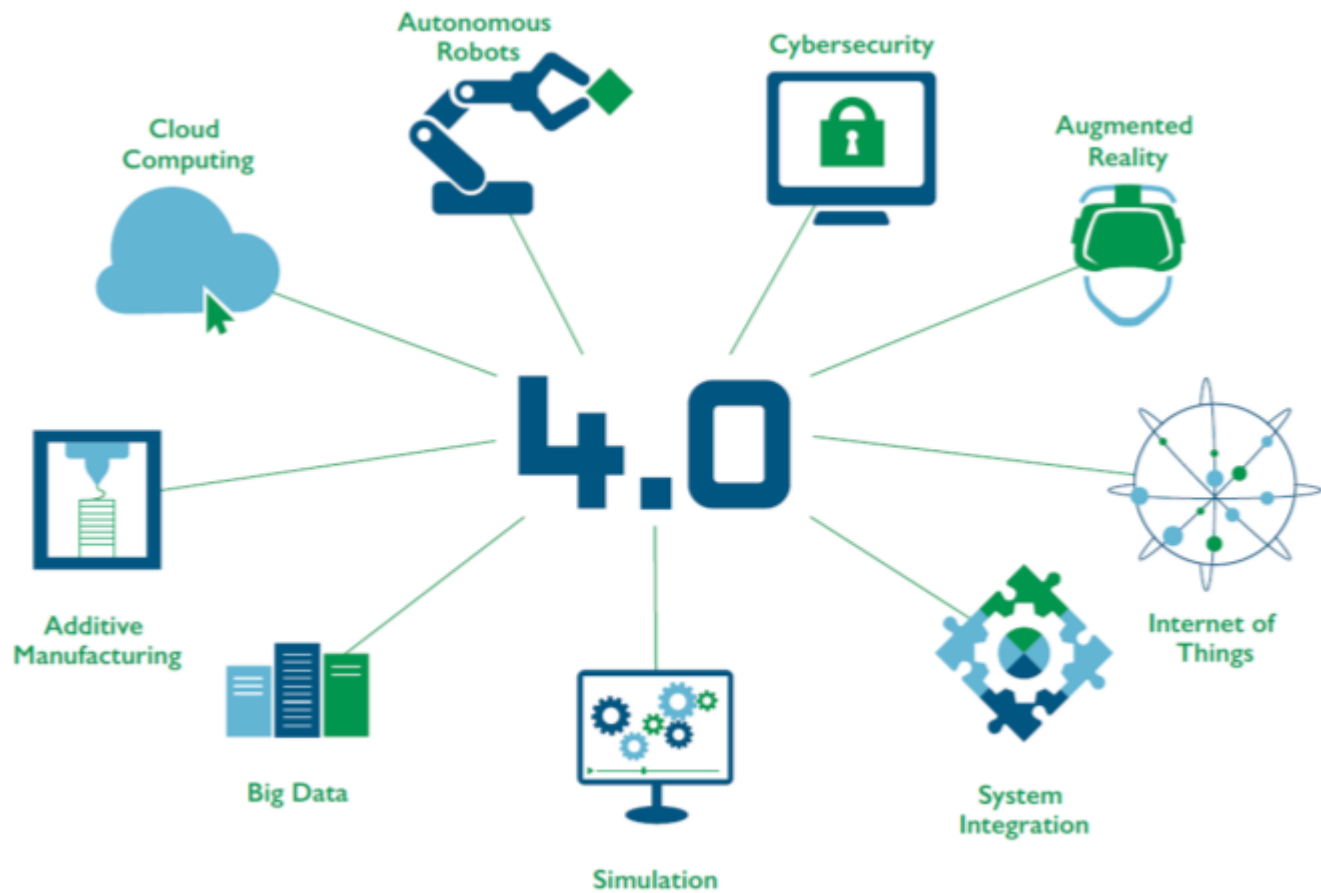 Autonomous
Robots
Cybersecurity
Cloud
Computing
Augmented
Reality
4.0
Additive
Manufacturing
Internet of
Things
Big Data
System
Integration
Simulation